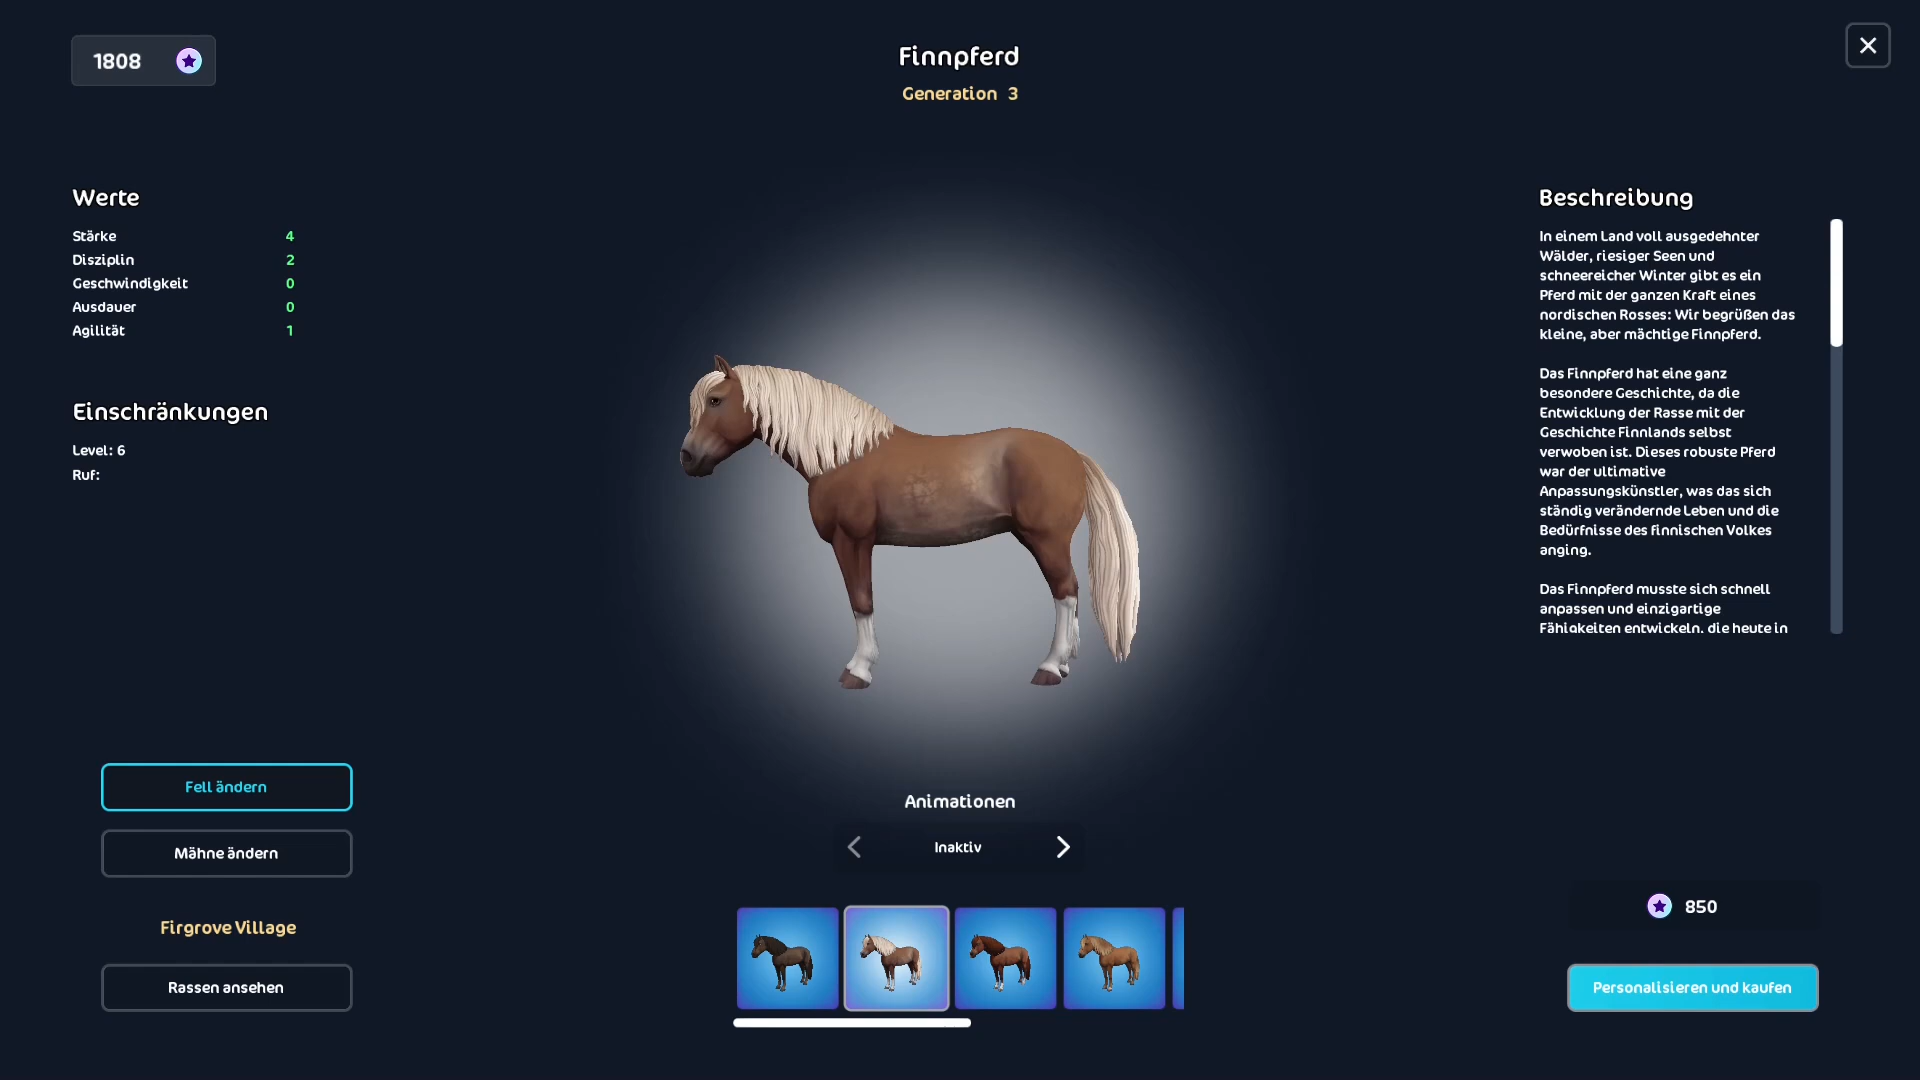 1808
Finnpferd
Generation 3
Werte
Stärke 4
Disziplin 2
Geschwindigkeit 0
Ausdauer 0
Agilität 1
Einschränkungen
Level: 6
Ruf:
Beschreibung
In einem Land voll ausgedehnter
Wälder, riesiger Seen und
schneereicher Winter gibt es ein
Pferd mit der ganzen Kraft eines
nordischen Rosses: Wir begrüßen das
kleine, aber mächtige Finnpferd.
Das Finnpferd hat eine ganz
besondere Geschichte, da die
Entwicklung der Rasse mit der
Geschichte Finnlands selbst
verwoben ist. Dieses robuste Pferd
war der ultimative
Anpassungskünstler, was das sich
ständig verändernde Leben und die
Bedürfnisse des finnischen Volkes
anging.
Das Finnpferd musste sich schnell
anpassen und einzigartige
Fähigkeiten entwickeln, die heute in
Fell ändern
Mähne ändern
Firgrove Village
Rassen ansehen
Animationen
Inaktiv
850
Personalisieren und kaufen